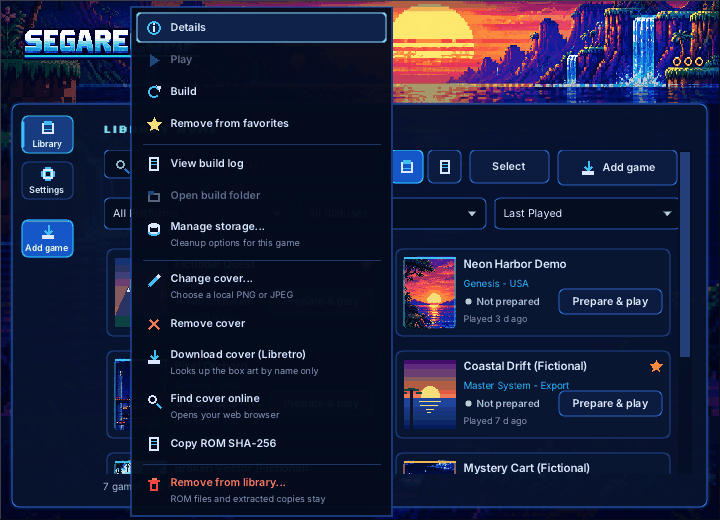 SEGARE
Details
Play
Build
Remove from favorites
View build log
Open build folder
Manage storage...
Cleanup options for this game
Change cover...
Choose a local PNG or JPEG
Remove cover
Download cover (Libretro)
Looks up the box art by name only
Find cover online
Opens your web browser
Copy ROM SHA-256
Remove from library...
ROM files and extracted copies stay
Library
Settings
Add game
LIB
Select
Add game
All
Last Played
Neon Harbor Demo
Genesis - USA
Not prepared
Prepare & play
Played 3 d ago
Coastal Drift (Fictional)
Master System - Export
Not prepared
Prepare & play
Played 7 d ago
Mystery Cart (Fictional)
7 gam